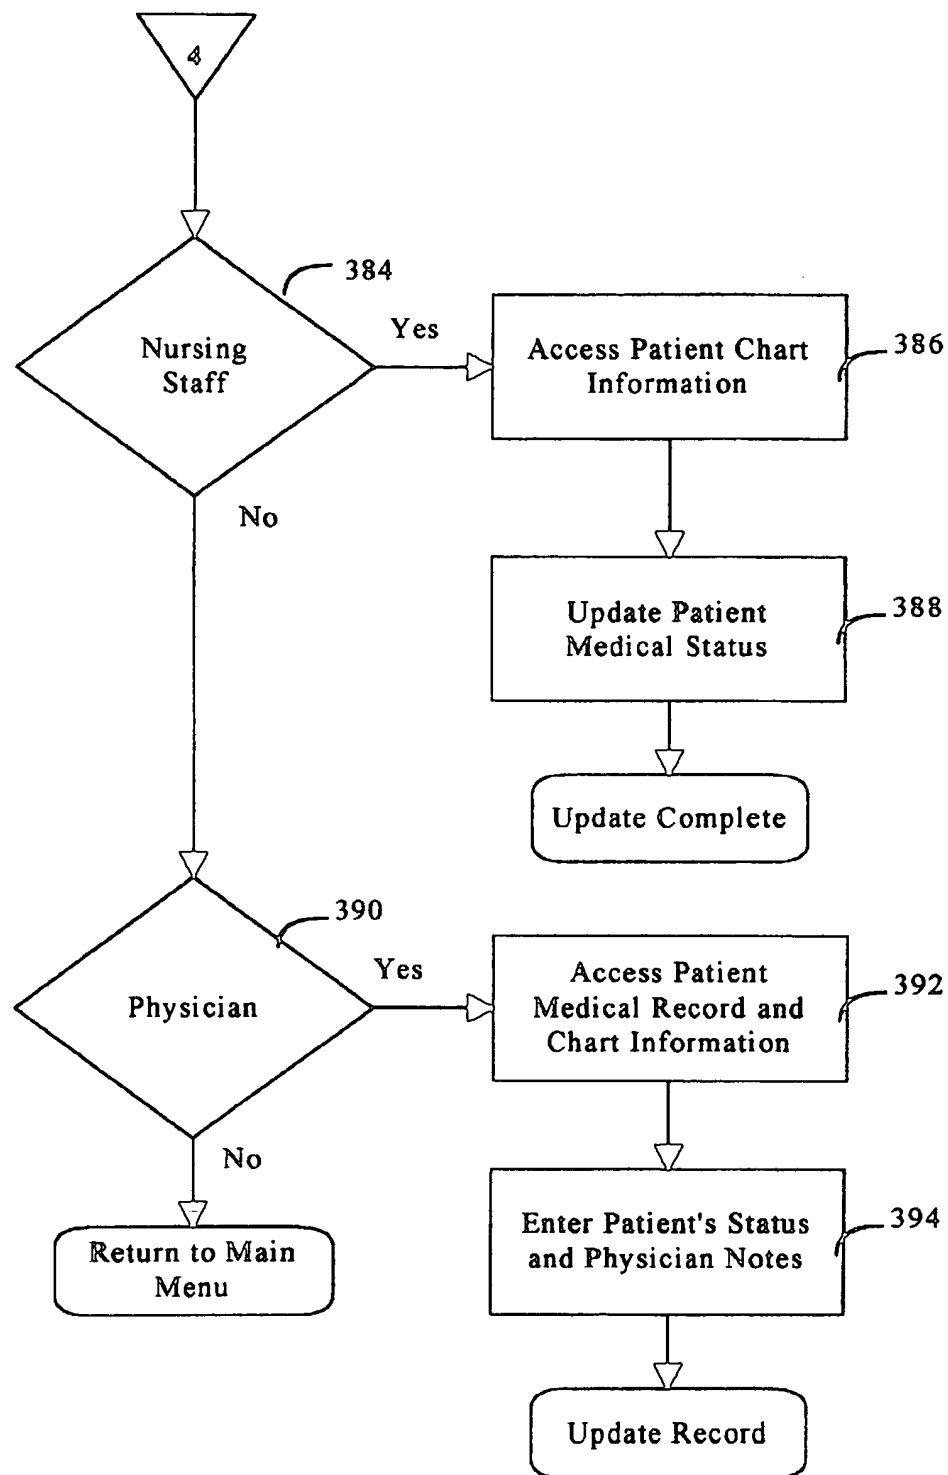 4
384
Nursing
Staff
Yes
Access Patient Chart
Information
386
No
Update Patient
Medical Status
388
Update Complete
390
Physician
Yes
Access Patient
Medical Record and
Chart Information
392
No
Return to Main
Menu
Enter Patient's Status
and Physician Notes
394
Update Record